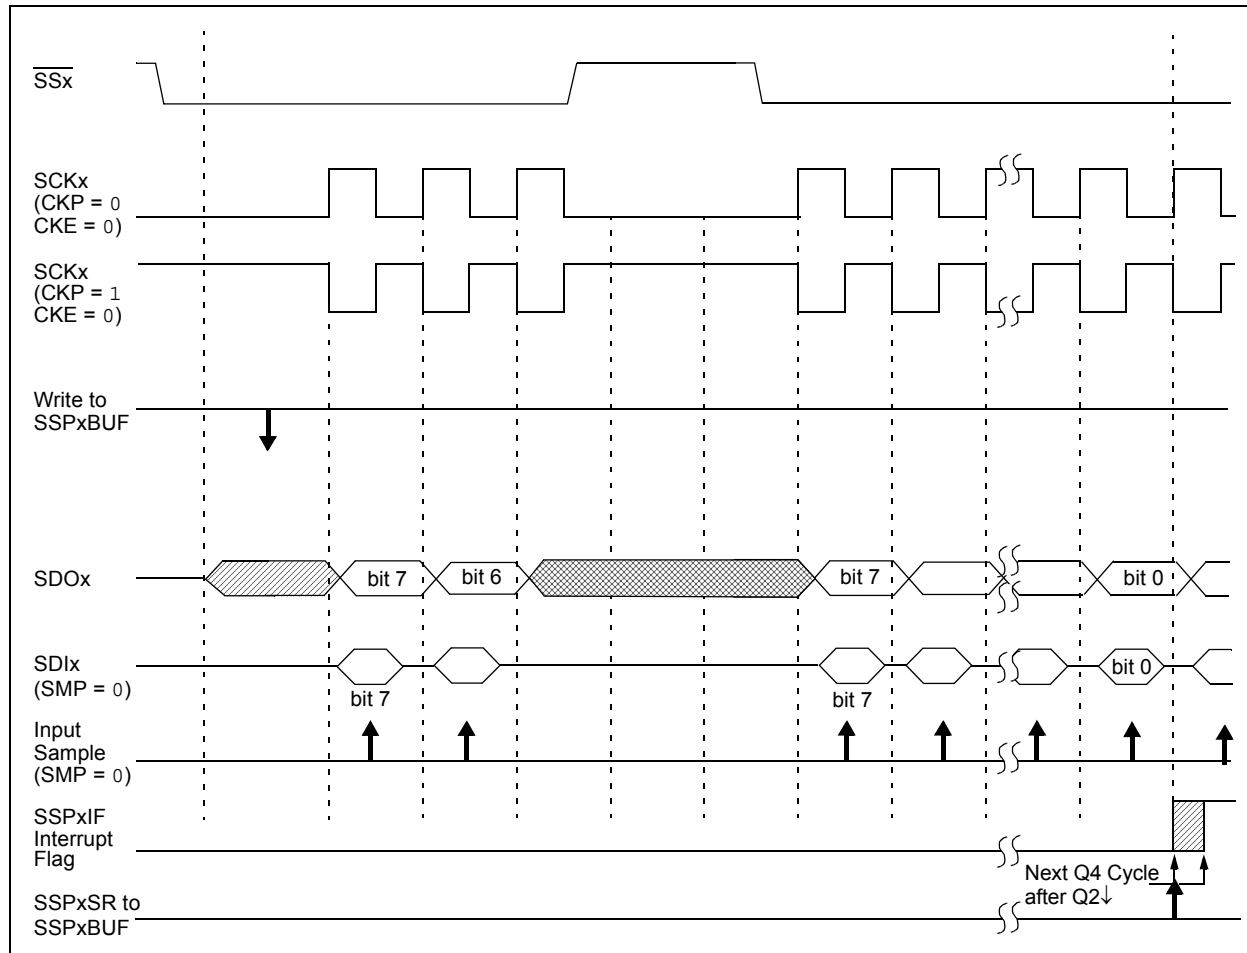 SSx
SCKx
(CKP = 0
CKE = 0)
SCKx
(CKP = 1
CKE = 0)
Write to
SSPxBUF
SDOx
bit 7
bit 6
bit 7
bit 0
SDIx
(SMP = 0)
bit 7
bit 7
bit 0
Input
Sample
(SMP = 0)
SSPxIF
Interrupt
Flag
Next Q4 Cycle
after Q2↓
SSPxSR to
SSPxBUF